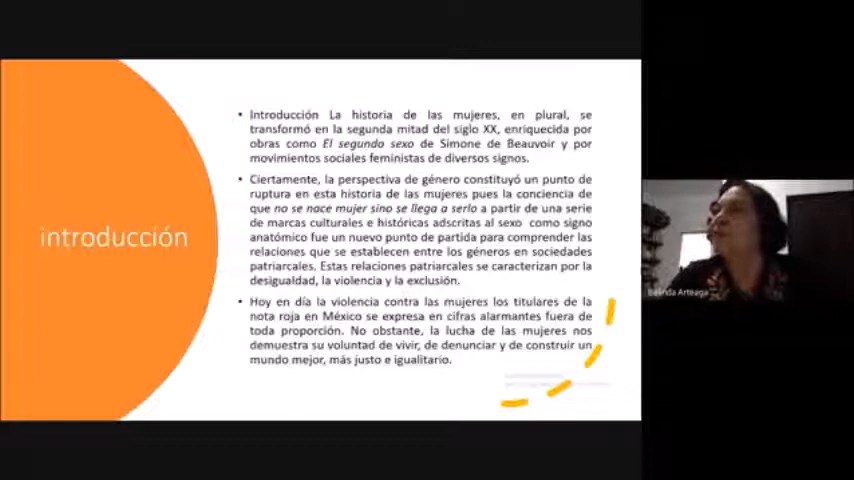 introducción
• Introducción La historia de las mujeres, en plural, se
transformó en la segunda mitad del siglo XX, enriquecida por
obras como El segundo sexo de Simone de Beauvoir y por
movimientos sociales feministas de diversos signos.
• Ciertamente, la perspectiva de género constituyó un punto de
ruptura en esta historia de las mujeres pues la conciencia de
que no se nace mujer sino se llega a serlo a partir de una serie
de marcas culturales e históricas adscritas al sexo como signo
anatómico fue un nuevo punto de partida para comprender las
relaciones que se establecen entre los géneros en sociedades
patriarcales. Estas relaciones patriarcales se caracterizan por la
desigualdad, la violencia y la exclusión.
• Hoy en día la violencia contra las mujeres los titulares de la
nota roja en México se expresa en cifras alarmantes fuera de
toda proporción. No obstante, la lucha de las mujeres nos
demuestra su voluntad de vivir, de denunciar y de construir un
mundo mejor, más justo e igualitario.
Belinda Arteaga